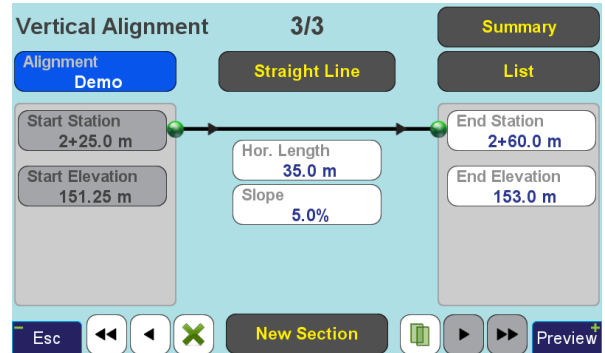 Vertical Alignment 3/3 Summary
Alignment
Demo
Straight Line
List
Start Station
2+25.0 m
Start Elevation
151.25 m
Hor. Length
35.0 m
Slope
5.0%
End Station
2+60.0 m
End Elevation
153.0 m
- Esc
New Section
Preview +